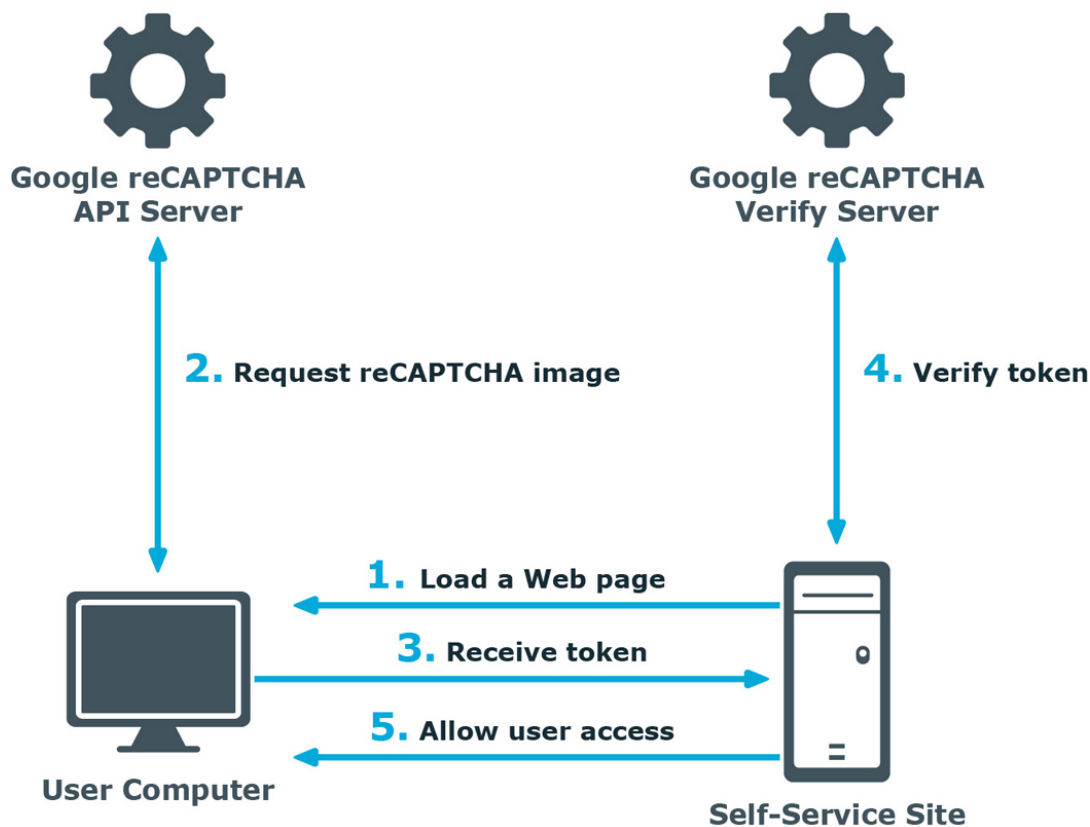 Google reCAPTCHA
API Server
Google reCAPTCHA
Verify Server
2. Request reCAPTCHA image
4. Verify token
1. Load a Web page
3. Receive token
5. Allow user access
User Computer
Self-Service Site